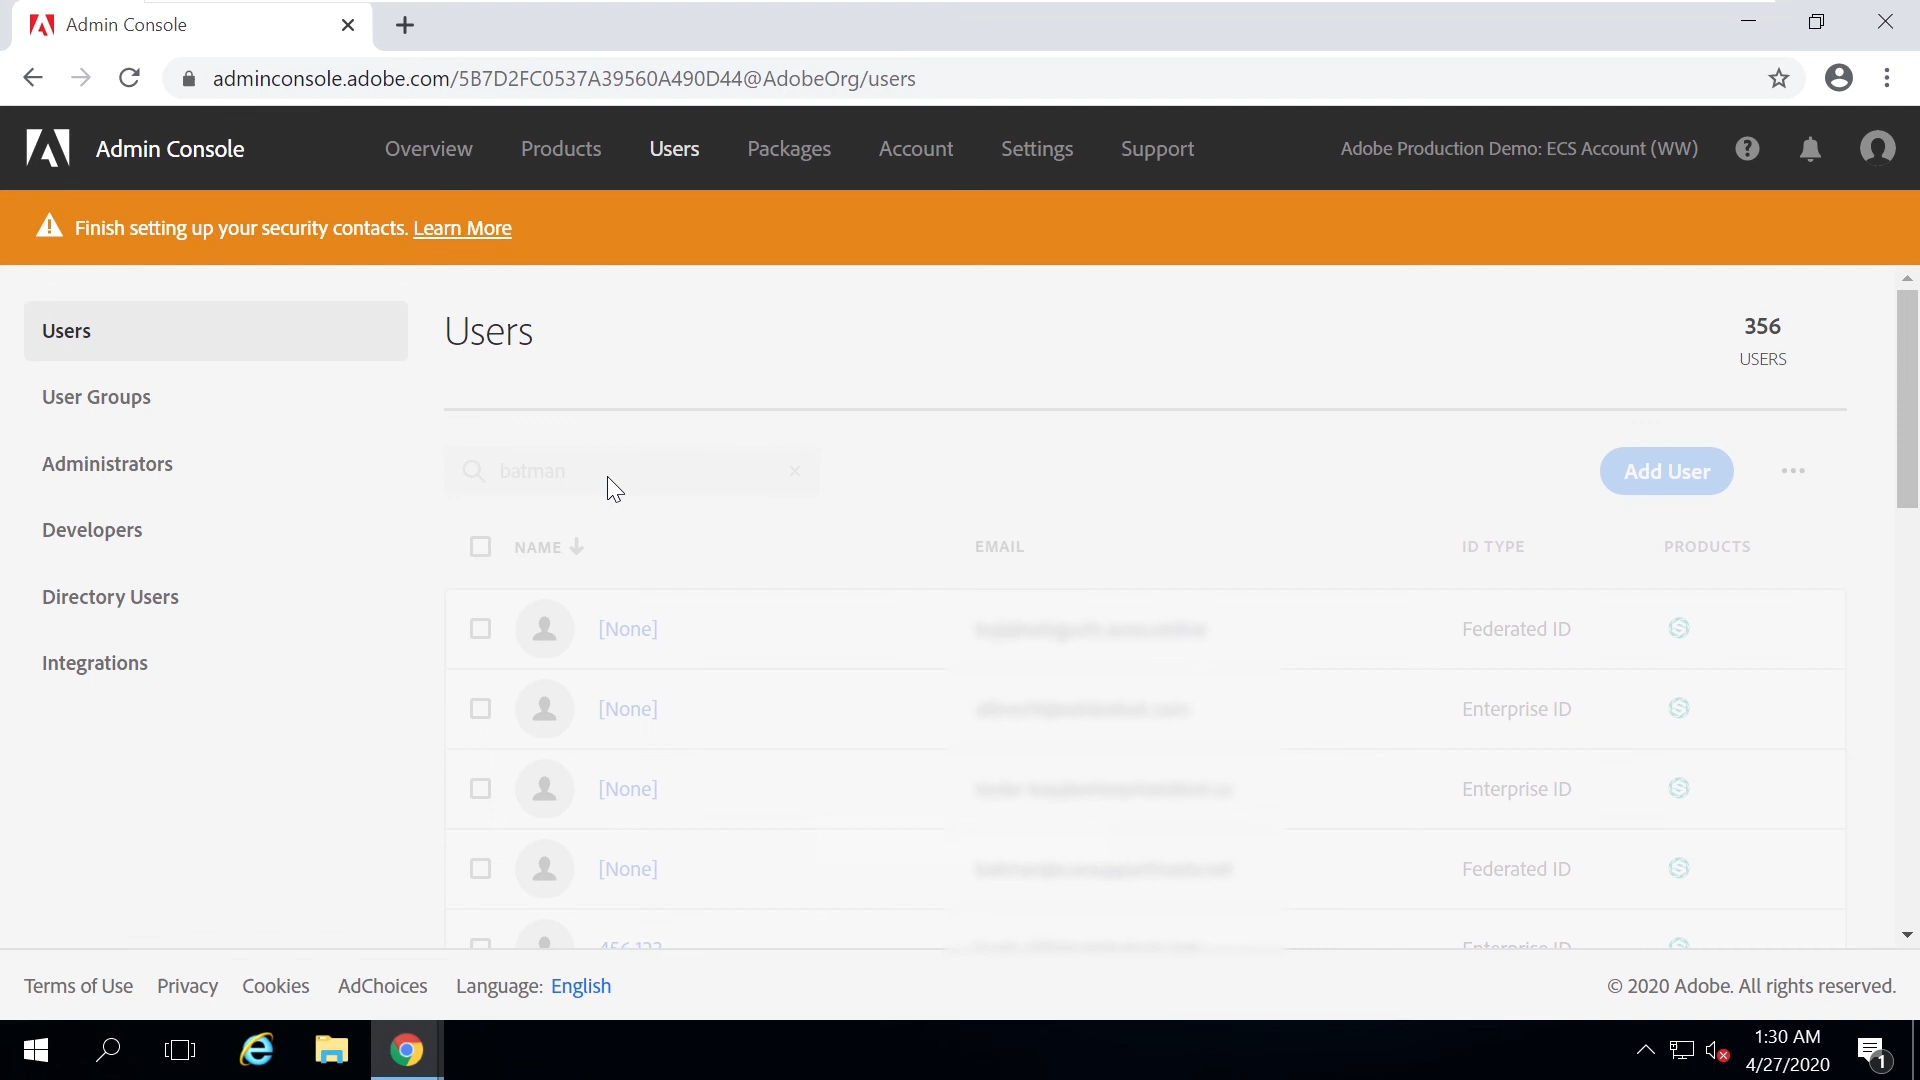 Admin Console
adminconsole.adobe.com/5B7D2FC0537A39560A490D44@AdobeOrg/users
Admin Console
Overview
Products
Users
Packages
Account
Settings
Support
Adobe Production Demo: ECS Account (WW)
Finish setting up your security contacts. Learn More
Users
User Groups
Administrators
Developers
Directory Users
Integrations
Users
356
USERS
batman
Add User
NAME
EMAIL
ID TYPE
PRODUCTS
[None]
Federated ID
[None]
Enterprise ID
[None]
Enterprise ID
[None]
Federated ID
456 123
Enterprise ID
Terms of Use
Privacy
Cookies
AdChoices
Language: English
© 2020 Adobe. All rights reserved.
1:30 AM
4/27/2020
1